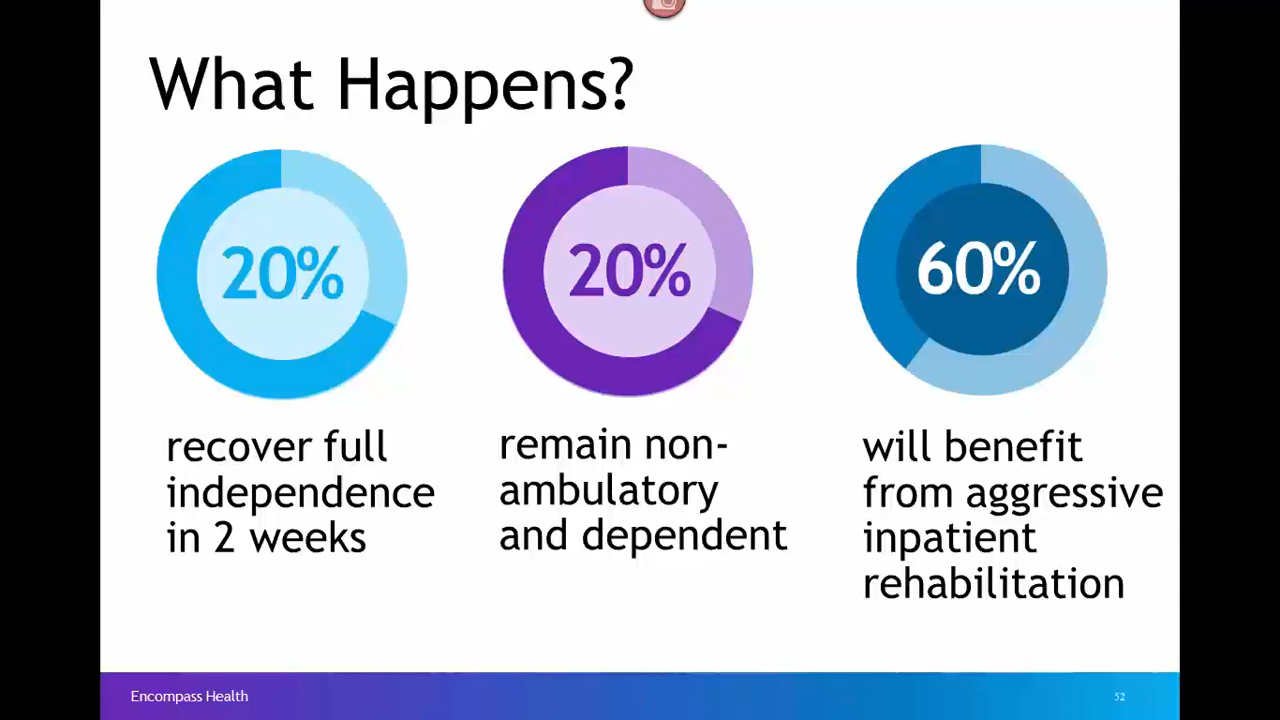 What Happens?
20%
recover full
independence
in 2 weeks
20%
remain non-
ambulatory
and dependent
60%
will benefit
from aggressive
inpatient
rehabilitation
Encompass Health
52